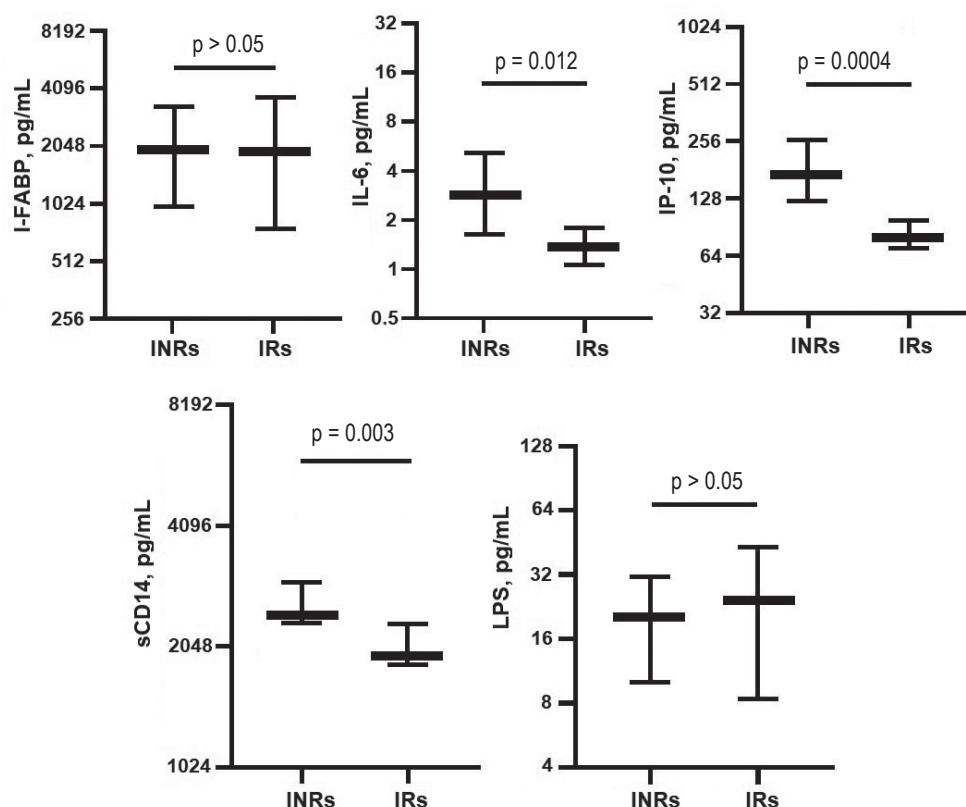 I-FABP, pg/mL
8192
4096
2048
1024
512
256
p > 0.05
INRs
IRs
IL-6, pg/mL
32
16
8
4
2
1
0.5
p = 0.012
INRs
IRs
IP-10, pg/mL
1024
512
256
128
64
32
p = 0.0004
INRs
IRs
sCD14, pg/mL
8192
4096
2048
1024
p = 0.003
INRs
IRs
LPS, pg/mL
128
64
32
16
8
4
p > 0.05
INRs
IRs